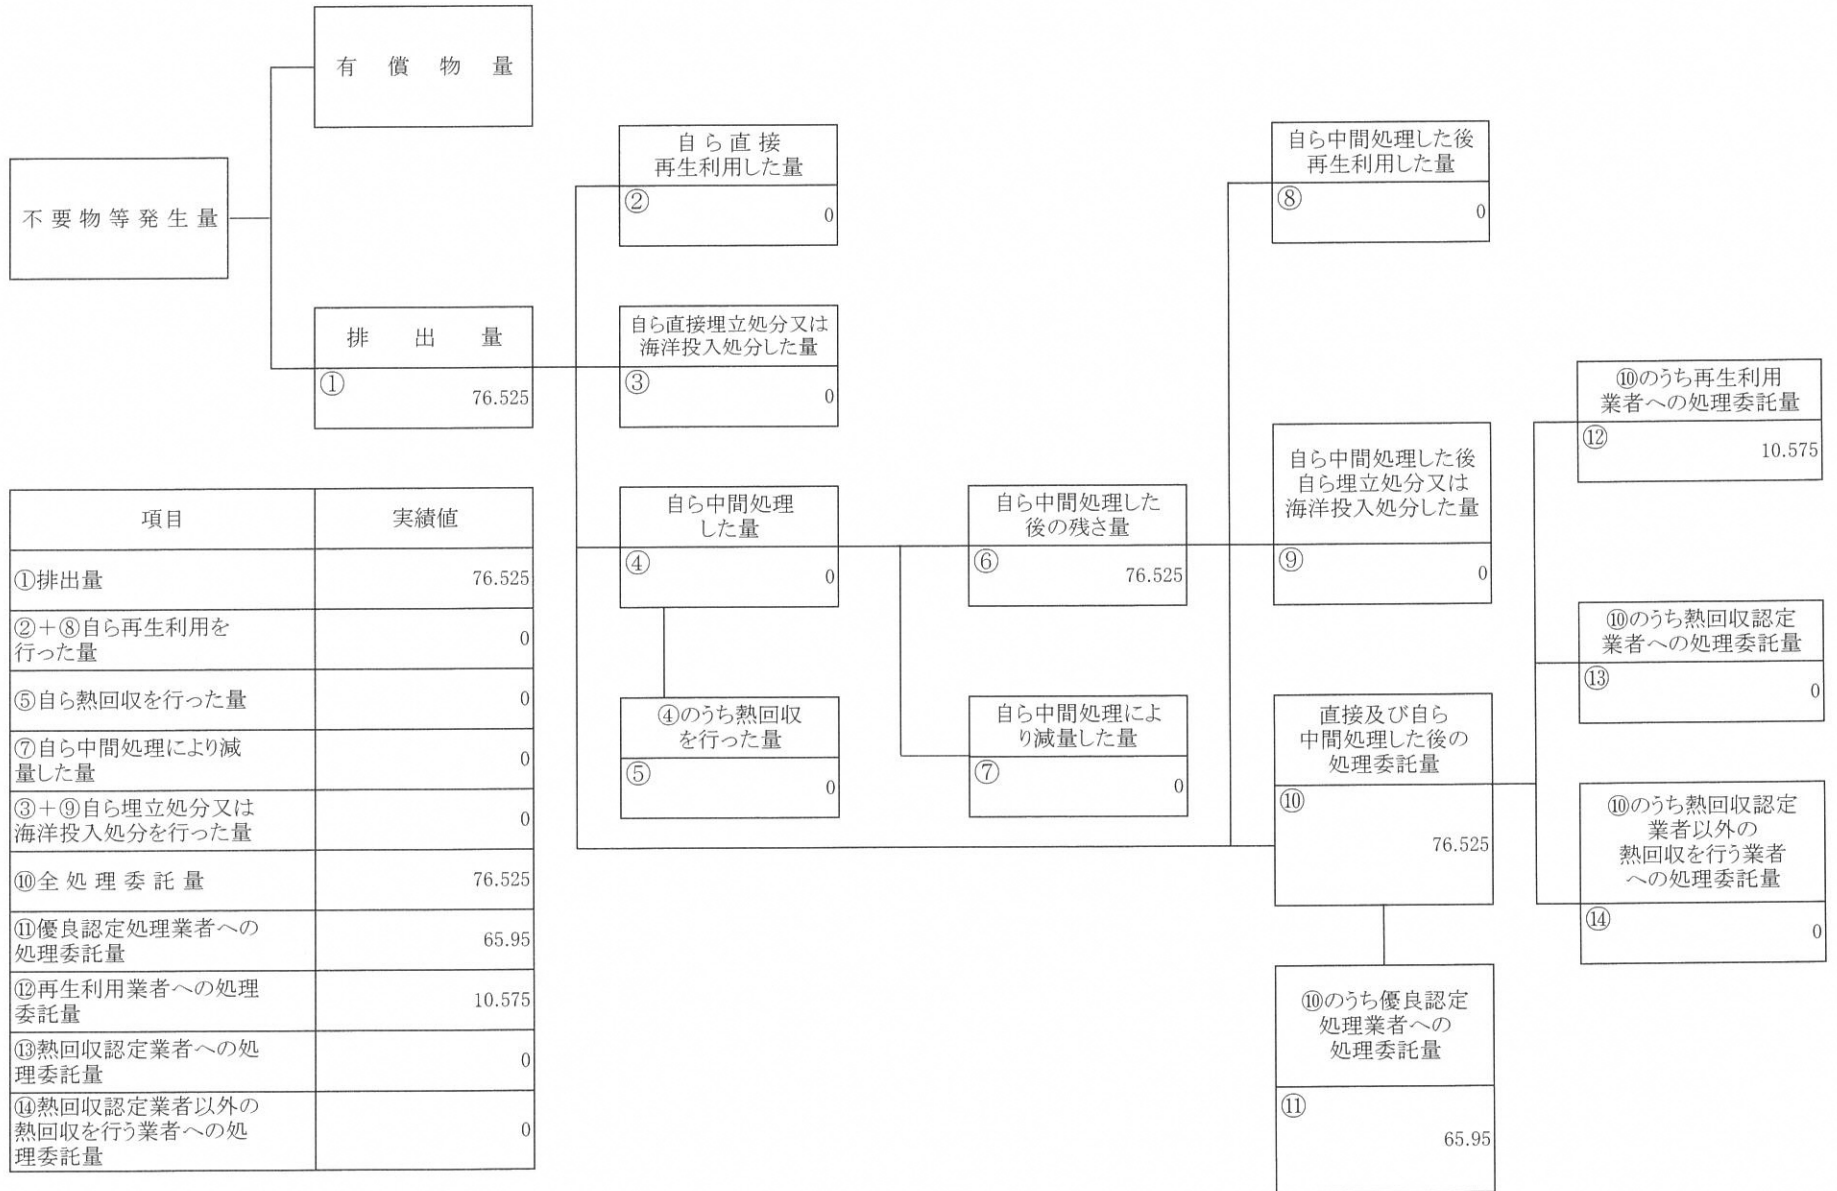 有償物量
不要物等発生量
排出量
①
76.525
自ら直接
再生利用した量
②
0
自ら直接埋立処分又は
海洋投入処分した量
③
0
自ら中間処理
した量
④
0
④のうち熱回収
を行った量
⑤
0
自ら中間処理した
後の残さ量
⑥
76.525
自ら中間処理によ
り減量した量
⑦
0
自ら中間処理した後
再生利用した量
⑧
0
自ら中間処理した後
自ら埋立処分又は
海洋投入処分した量
⑨
0
直接及び自ら
中間処理した後の
処理委託量
⑩
76.525
⑩のうち優良認定
処理業者への
処理委託量
⑪
65.95
⑩のうち再生利用
業者への処理委託量
⑫
10.575
⑩のうち熱回収認定
業者への処理委託量
⑬
0
⑩のうち熱回収認定
業者以外の
熱回収を行う業者
への処理委託量
⑭
0
項目 実績値
①排出量 76.525
②＋⑧自ら再生利用を
行った量 0
⑤自ら熱回収を行った量 0
⑦自ら中間処理により減
量した量 0
③＋⑨自ら埋立処分又は
海洋投入処分を行った量 0
⑩全処理委託量 76.525
⑪優良認定処理業者への
処理委託量 65.95
⑫再生利用業者への処理
委託量 10.575
⑬熱回収認定業者への処
理委託量 0
⑭熱回収認定業者以外の
熱回収を行う業者への処
理委託量 0